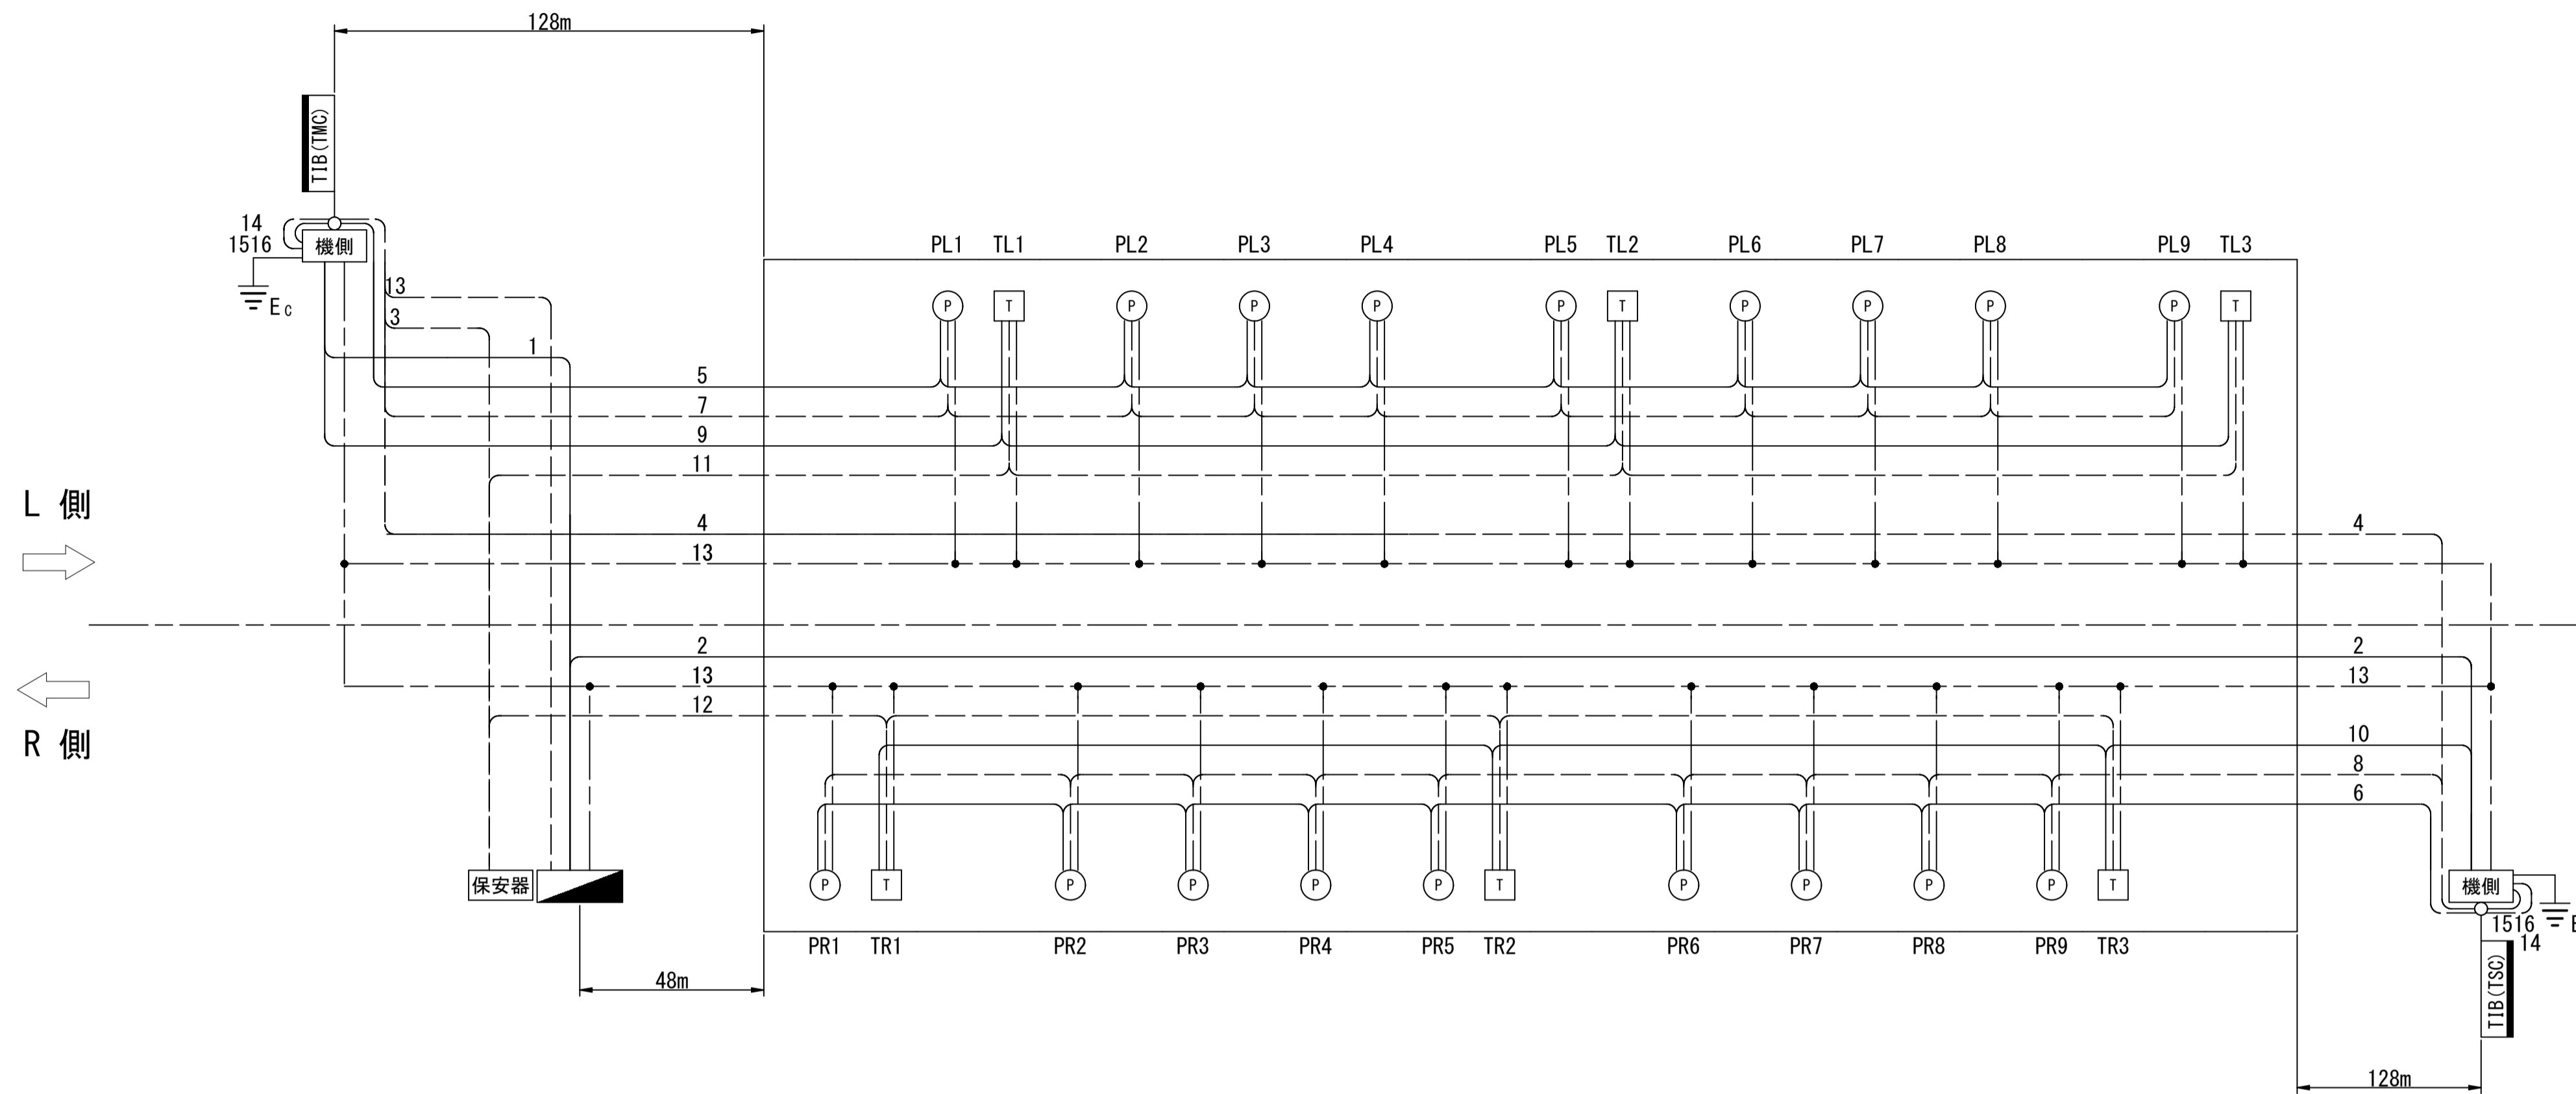 128m
TIB(TMC)
14
1516
機側
Ec
13
3
1
PL1 TL1 PL2 PL3 PL4 PL5 TL2 PL6 PL7 PL8 PL9 TL3
P T P P P P T P P P P T
5
7
9
11
L 側
4 4
13
2 2
13 13
12
R 側
10
8
6
保安器
P T P P P P T P P P P T
機側
1516
E
14
PR1 TR1 PR2 PR3 PR4 PR5 TR2 PR6 PR7 PR8 PR9 TR3
48m
TIB(TSC)
128m